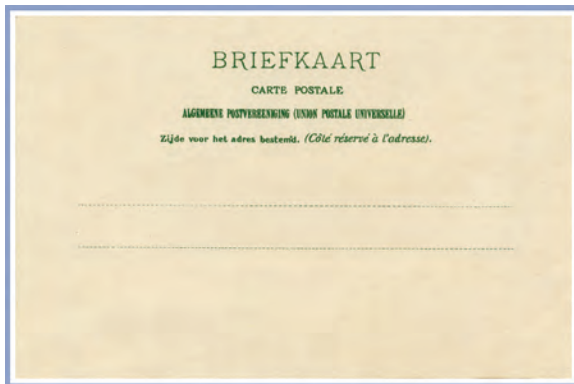 BRIEFKAART
CARTE POSTALE
ALGEMEENE POSTVEREENIGING (UNION POSTALE UNIVERSELLE)
Zijde voor het adres bestemd. (Côté réservé à l'adresse).